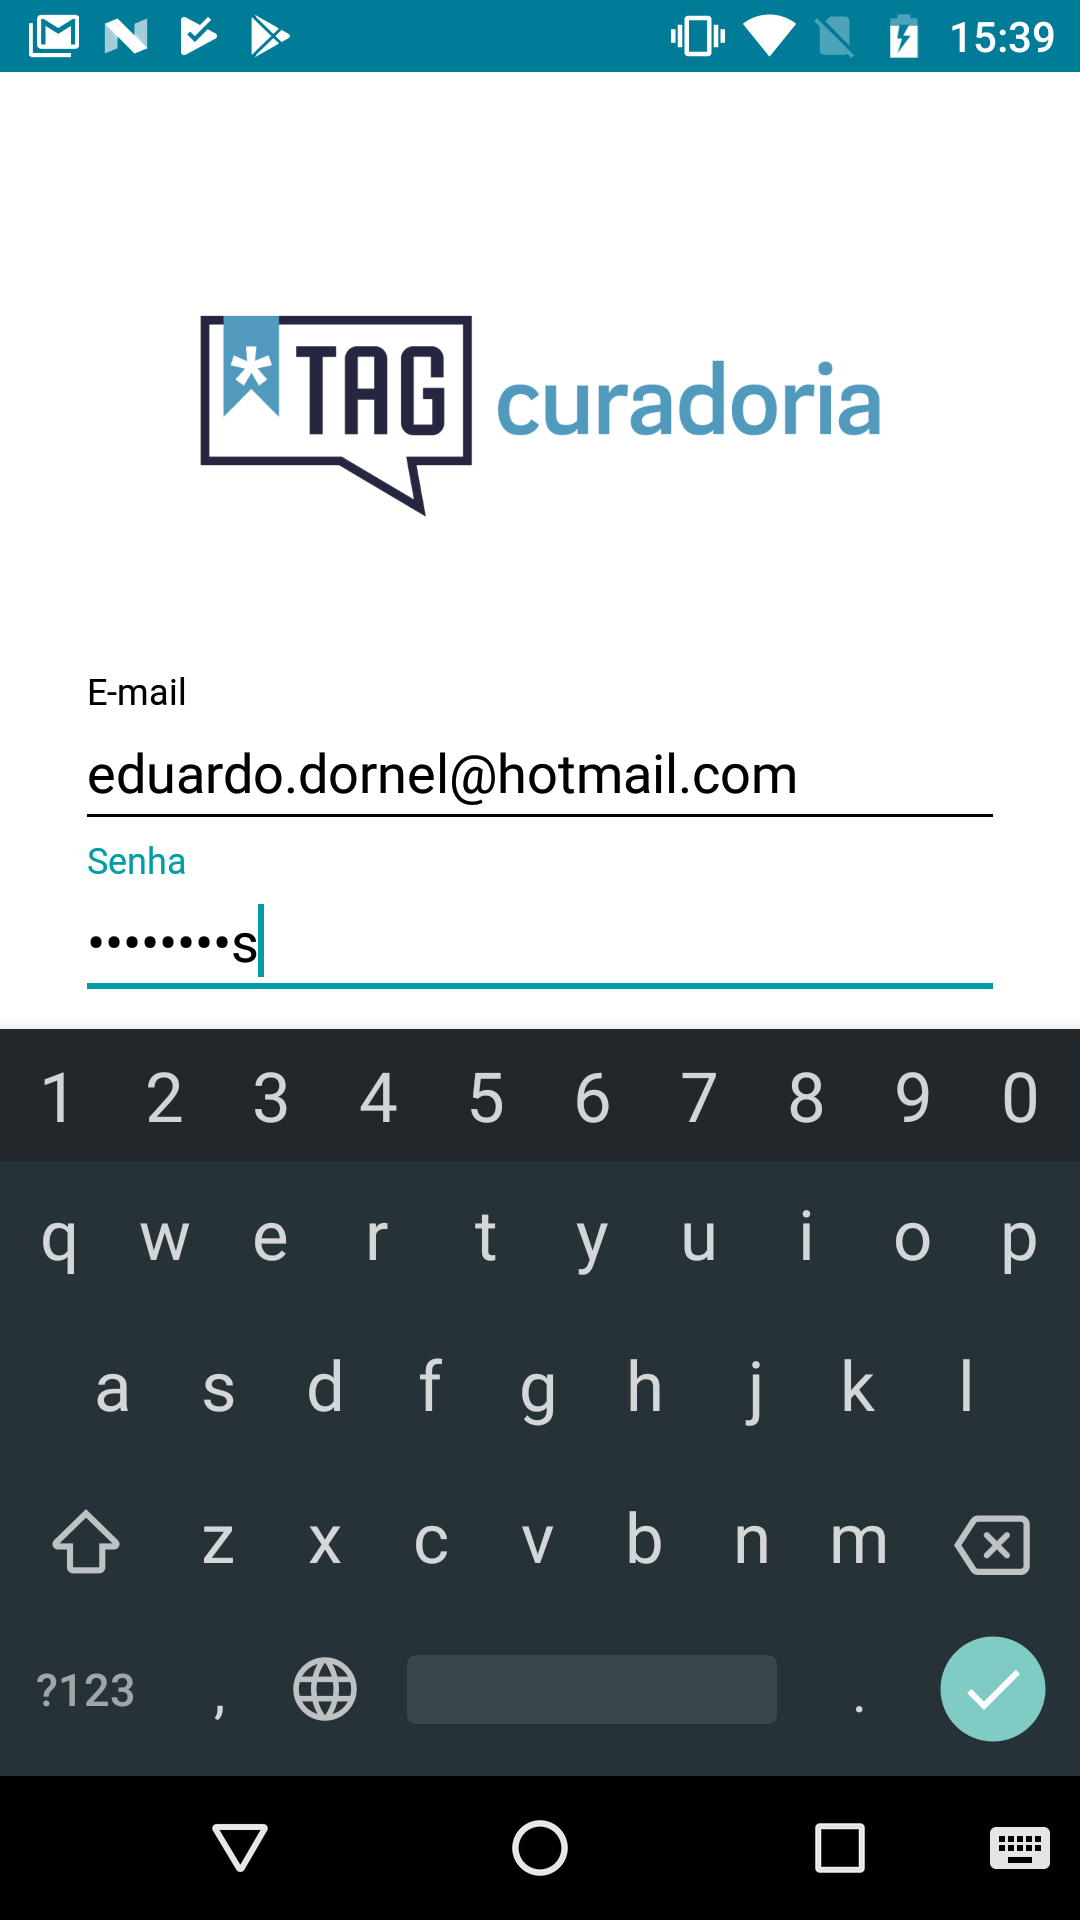 15:39
* TAG curadoria
E-mail
eduardo.dornel@hotmail.com
Senha
••••••••s
1 2 3 4 5 6 7 8 9 0
q w e r t y u i o p
a s d f g h j k l
z x c v b n m
?123 , .